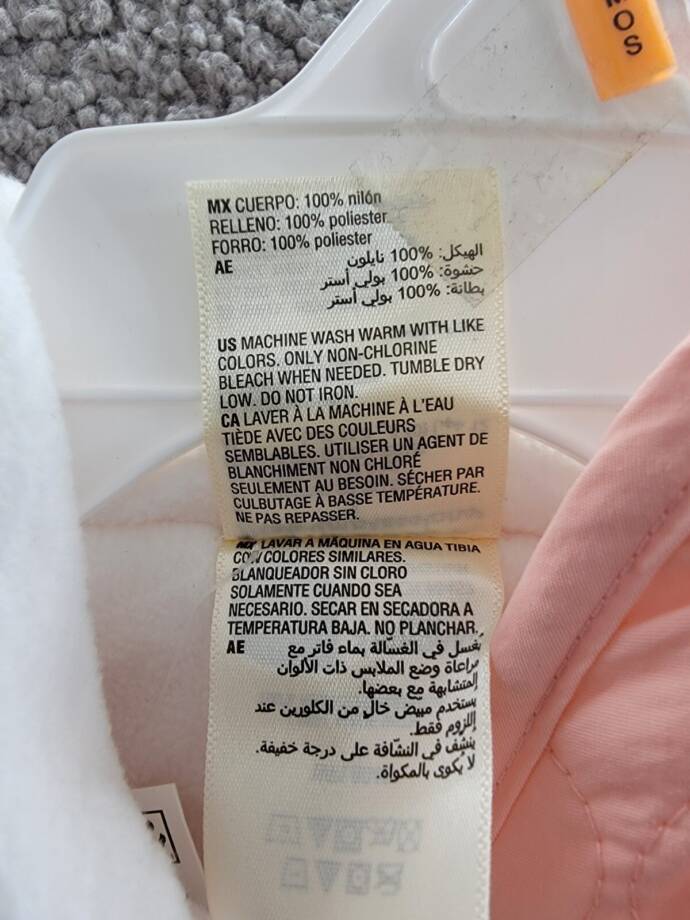 MOS
MX CUERPO: 100% nilón
RELLENO: 100% poliester
FORRO: 100% poliester
AE
الهيكل: %100 نايلون
حشوة: %100 بولي أستر
بطانة: %100 بولي أستر
US MACHINE WASH WARM WITH LIKE
COLORS. ONLY NON-CHLORINE
BLEACH WHEN NEEDED. TUMBLE DRY
LOW. DO NOT IRON.
CA LAVER À LA MACHINE À L'EAU
TIÈDE AVEC DES COULEURS
SEMBLABLES. UTILISER UN AGENT DE
BLANCHIMENT NON CHLORÉ
SEULEMENT AU BESOIN. SÉCHER PAR
CULBUTAGE À BASSE TEMPÉRATURE.
NE PAS REPASSER.
MX LAVAR A MÁQUINA EN AGUA TIBIA
CON COLORES SIMILARES.
BLANQUEADOR SIN CLORO
SOLAMENTE CUANDO SEA
NECESARIO. SECAR EN SECADORA A
TEMPERATURA BAJA. NO PLANCHAR.
AE
يُغسل في الغسّالة بماء فاتر مع
مراعاة وضع الملابس ذات الألوان
المتشابهة مع بعضها.
يستخدم مبيض خالٍ من الكلورين عند
اللزوم فقط.
ينشف في النشّافة على درجة خفيفة.
لا يُكوى بالمكواة.